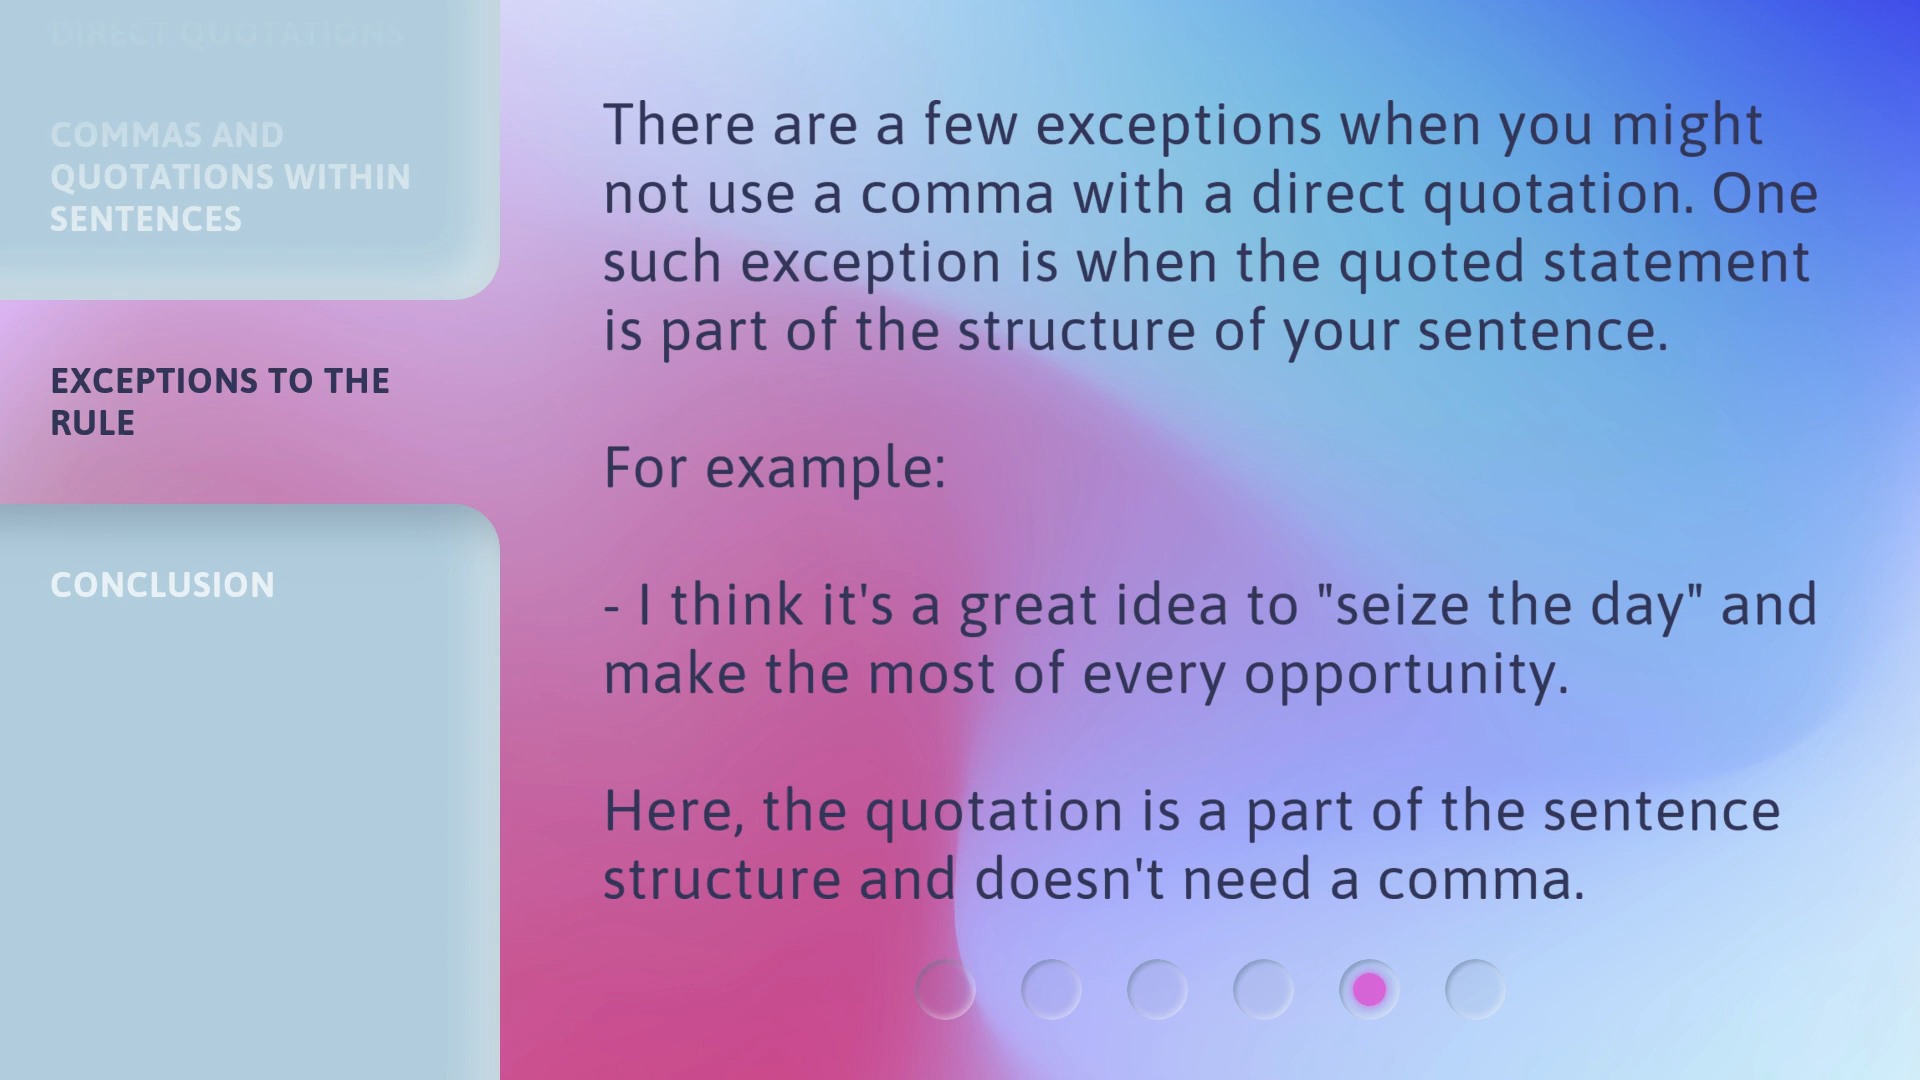 DIRECT QUOTATIONS
COMMAS AND
QUOTATIONS WITHIN
SENTENCES
EXCEPTIONS TO THE
RULE
CONCLUSION
There are a few exceptions when you might
not use a comma with a direct quotation. One
such exception is when the quoted statement
is part of the structure of your sentence.
For example:
- I think it's a great idea to "seize the day" and
make the most of every opportunity.
Here, the quotation is a part of the sentence
structure and doesn't need a comma.